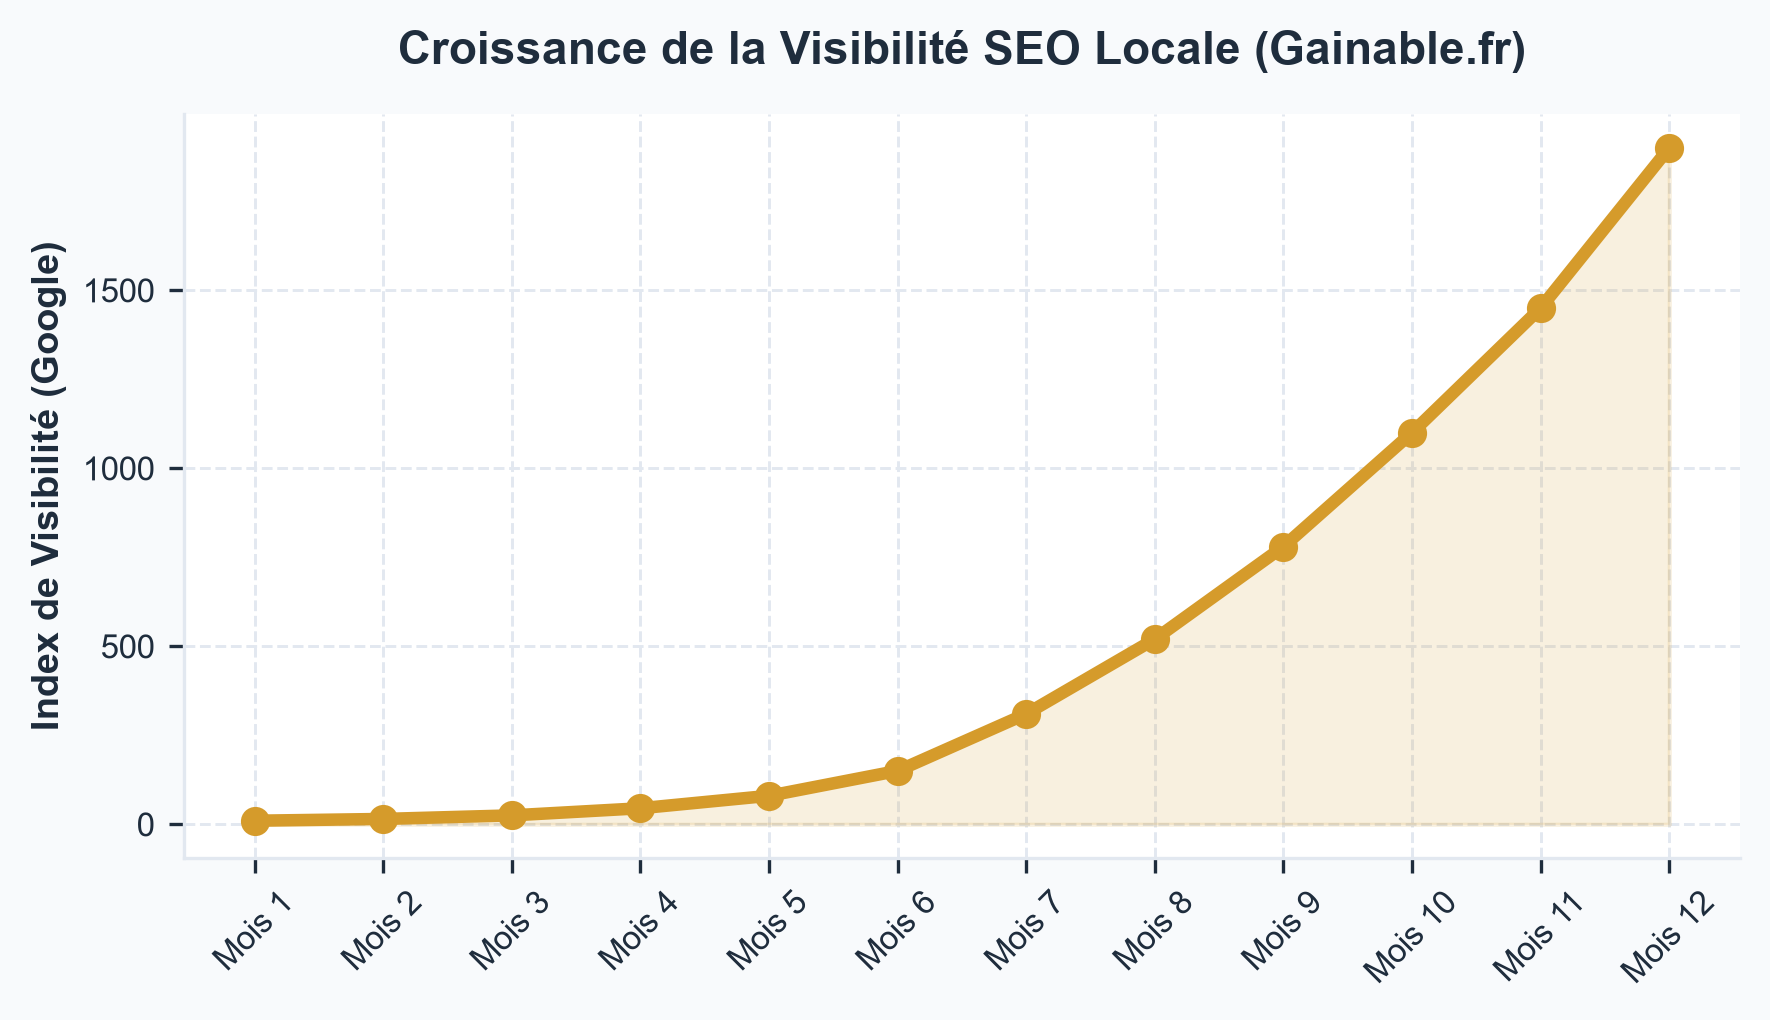 Croissance de la Visibilité SEO Locale (Gainable.fr)
Index de Visibilité (Google)
1500
1000
500
0
Mois 1
Mois 2
Mois 3
Mois 4
Mois 5
Mois 6
Mois 7
Mois 8
Mois 9
Mois 10
Mois 11
Mois 12